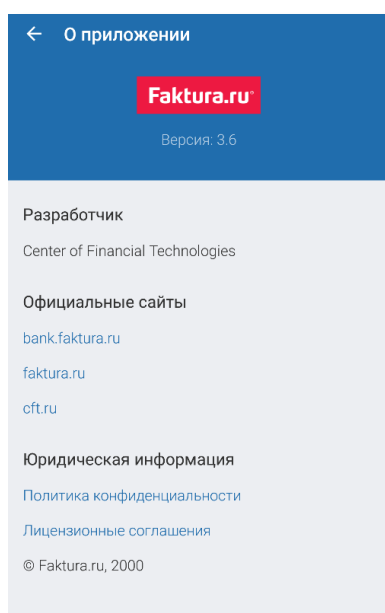 О приложении
Faktura.ru
Версия: 3.6
Разработчик
Center of Financial Technologies
Официальные сайты
bank.faktura.ru
faktura.ru
cft.ru
Юридическая информация
Политика конфиденциальности
Лицензионные соглашения
© Faktura.ru, 2000